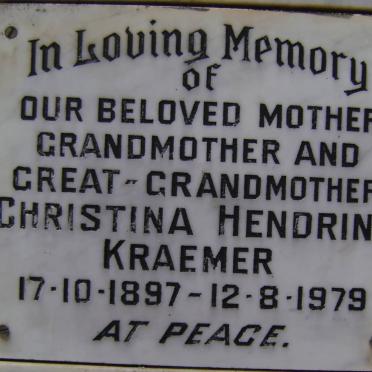 In Loving Memory
OF
OUR BELOVED MOTHER
GRANDMOTHER AND
GREAT-GRANDMOTHER
CHRISTINA HENDRIN
KRAEMER
17-10-1897-12-8-1979
AT PEACE.